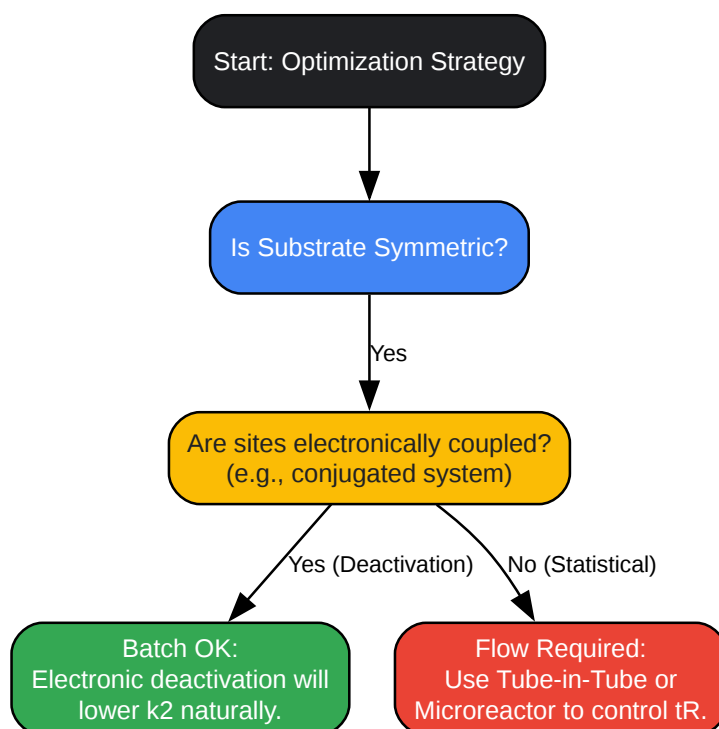 Start: Optimization Strategy
Is Substrate Symmetric?
Yes
Are sites electronically coupled?
(e.g., conjugated system)
Yes (Deactivation)
No (Statistical)
Batch OK:
Electronic deactivation will
lower k2 naturally.
Flow Required:
Use Tube-in-Tube or
Microreactor to control tR.